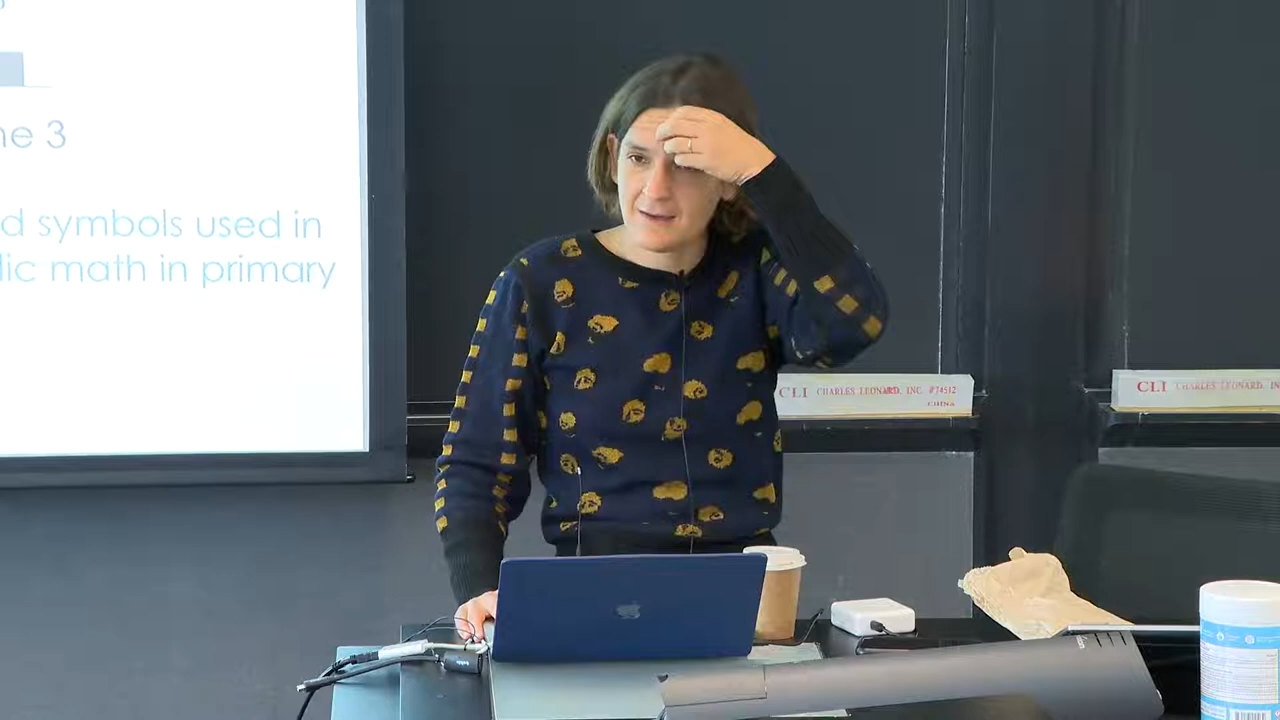 ne 3
d symbols used in
lic math in primary
CLI CHARLES LEONARD, INC. #74512
CHINA
CLI CHARLES LEONARD, IN